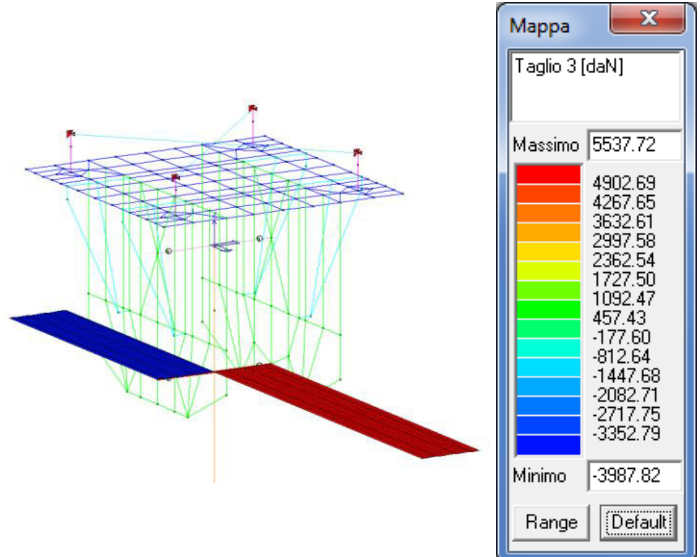 Mappa
Taglio 3 [daN]
Massimo 5537.72
4902.69
4267.65
3632.61
2997.58
2362.54
1727.50
1092.47
457.43
-177.60
-812.64
-1447.68
-2082.71
-2717.75
-3352.79
Minimo -3987.82
Range Default